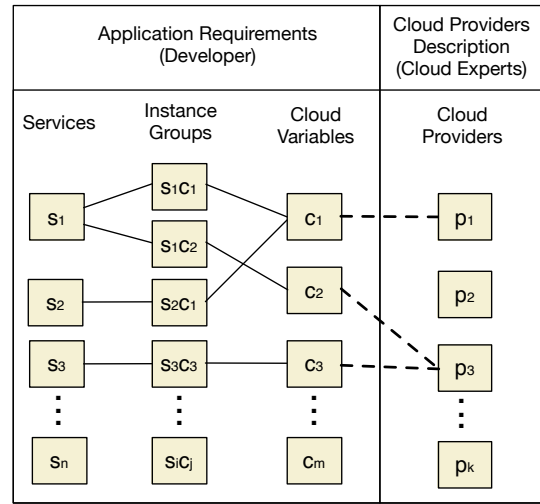 Application Requirements
(Developer)
Cloud Providers
Description
(Cloud Experts)
Services
Instance
Groups
Cloud
Variables
Cloud
Providers
s1
s2
s3
sn
s1c1
s1c2
s2c1
s3c3
sicj
c1
c2
c3
cm
p1
p2
p3
pk